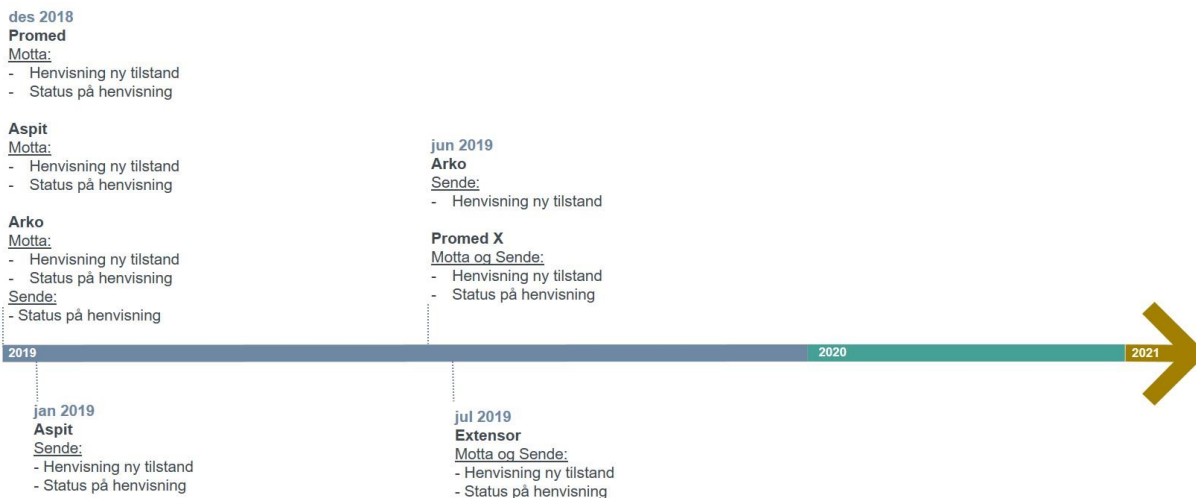 des 2018
Promed
Motta:
- Henvisning ny tilstand
- Status på henvisning
Aspit
Motta:
- Henvisning ny tilstand
- Status på henvisning
Arko
Motta:
- Henvisning ny tilstand
- Status på henvisning
Sende:
- Status på henvisning
jun 2019
Arko
Sende:
- Henvisning ny tilstand
Promed X
Motta og Sende:
- Henvisning ny tilstand
- Status på henvisning
2019
2020
2021
jan 2019
Aspit
Sende:
- Henvisning ny tilstand
- Status på henvisning
jul 2019
Extensor
Motta og Sende:
- Henvisning ny tilstand
- Status på henvisning